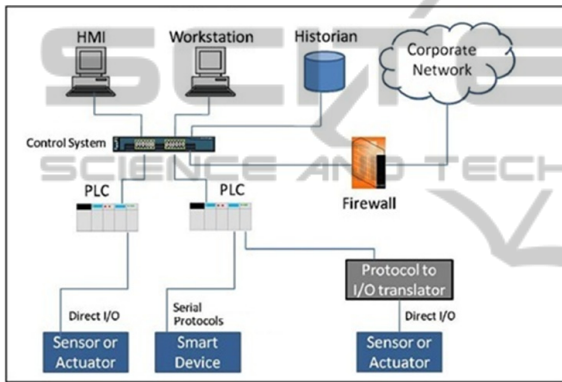 HMI
Workstation
Historian
Corporate
Network
Control System
SCIENCE AND TECH
PLC
PLC
Firewall
Protocol to
I/O translator
Direct I/O
Serial
Protocols
Direct I/O
Sensor or
Actuator
Smart
Device
Sensor or
Actuator